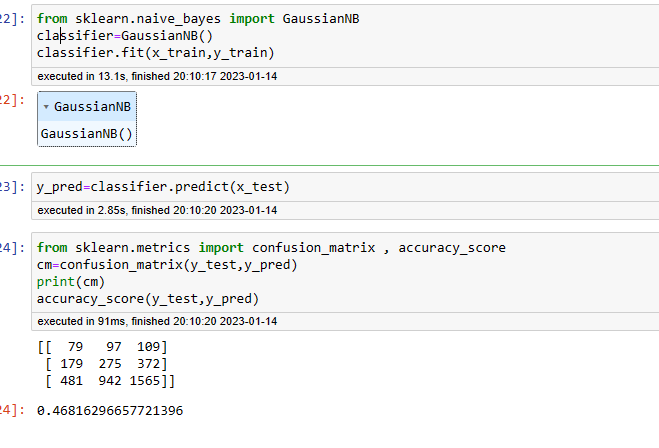 22]: from sklearn.naive_bayes import GaussianNB
classifier=GaussianNB()
classifier.fit(x_train,y_train)
executed in 13.1s, finished 20:10:17 2023-01-14
22]: ▾ GaussianNB
GaussianNB()
23]: y_pred=classifier.predict(x_test)
executed in 2.85s, finished 20:10:20 2023-01-14
24]: from sklearn.metrics import confusion_matrix , accuracy_score
cm=confusion_matrix(y_test,y_pred)
print(cm)
accuracy_score(y_test,y_pred)
executed in 91ms, finished 20:10:20 2023-01-14
[[  79   97  109]
 [ 179  275  372]
 [ 481  942 1565]]
24]: 0.46816296657721396